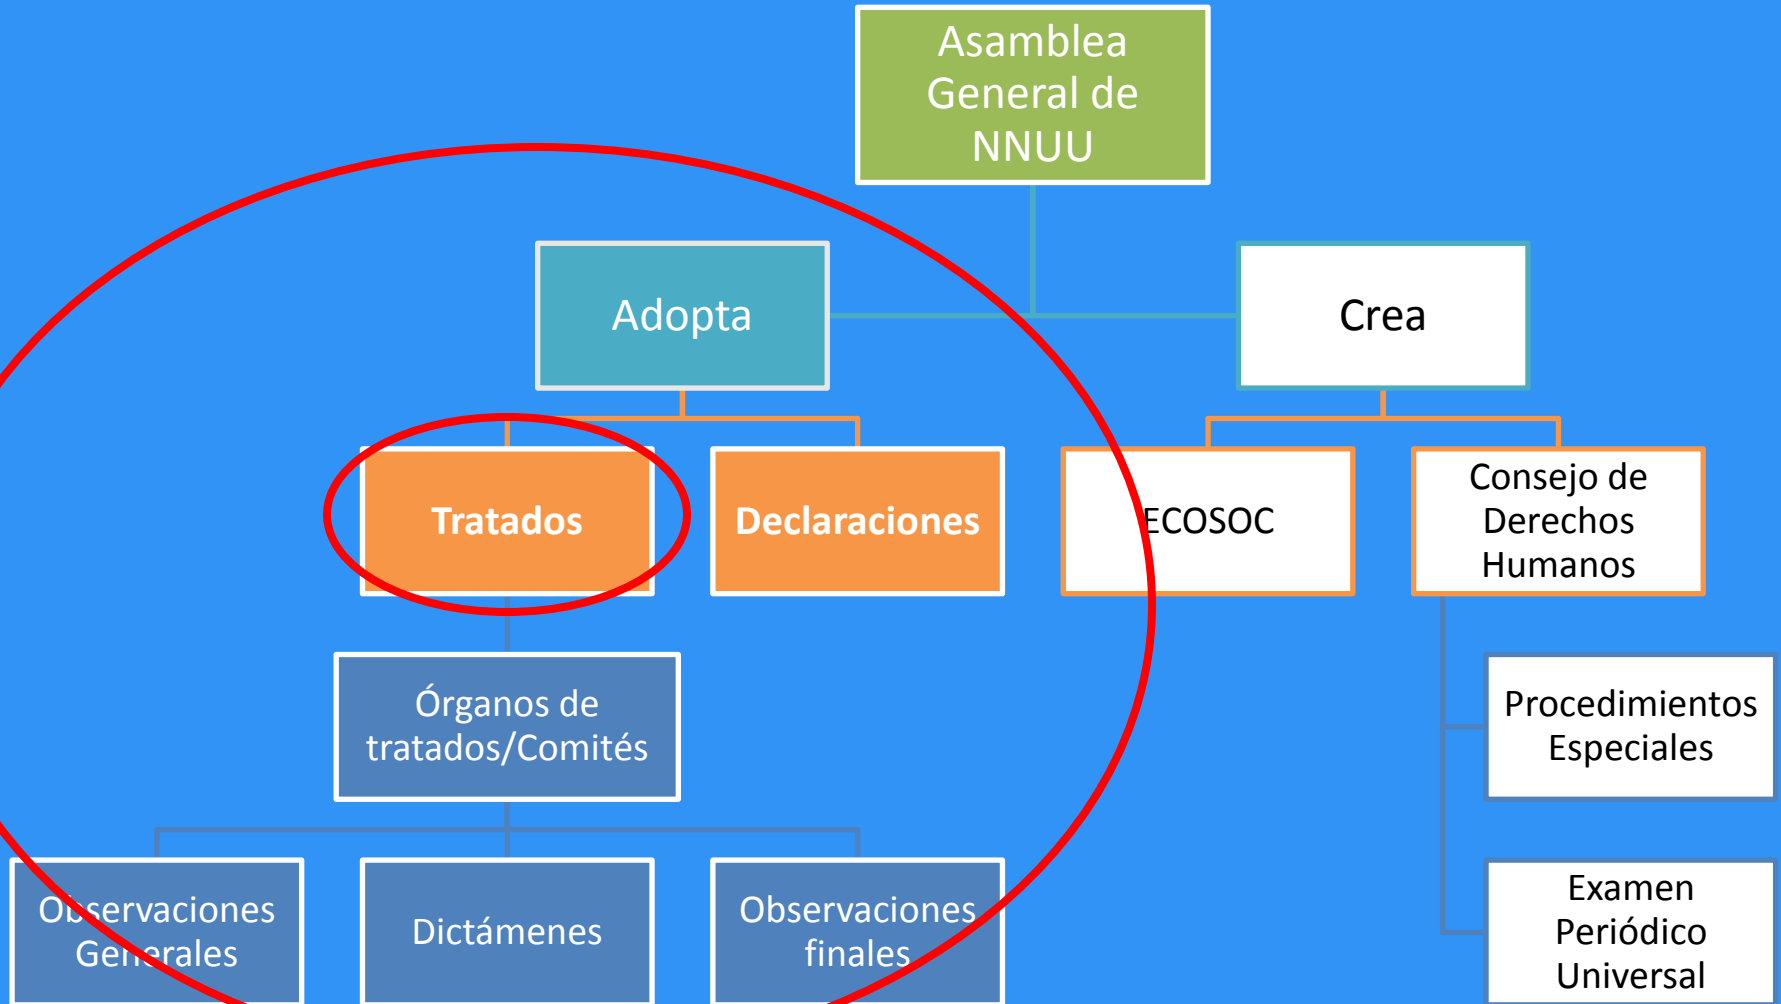 Asamblea
General de
NNUU
Adopta
Crea
Tratados
Declaraciones
ECOSOC
Consejo de
Derechos
Humanos
Órganos de
tratados/Comités
Procedimientos
Especiales
Observaciones
Generales
Dictámenes
Observaciones
finales
Examen
Periódico
Universal